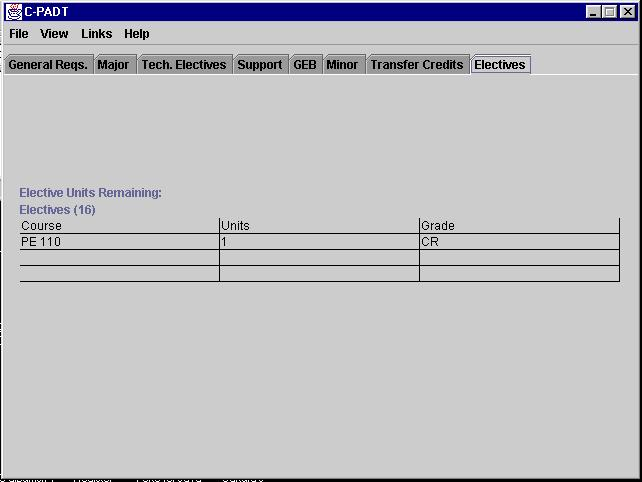 C-PADT
File View Links Help
General Reqs. Major Tech. Electives Support GEB Minor Transfer Credits Electives
Elective Units Remaining:
Electives (16)
Course Units Grade
PE 110 1 CR